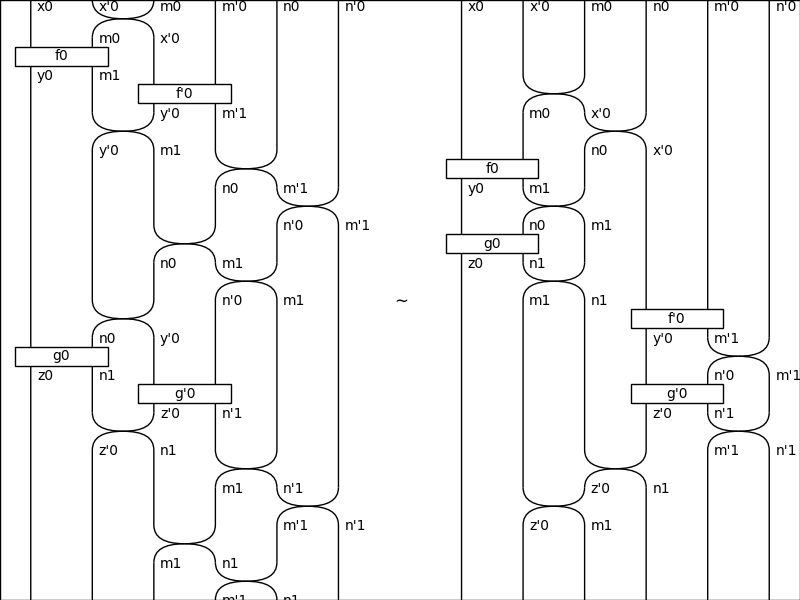 x0 x'0 m0 m'0 n0 n'0 x0 x'0 m0 n0 m'0 n'0
m0 x'0
f0
y0 m1
f'0
y'0 m'1 m0 x'0
y'0 m1 n0 x'0
f0
n0 m'1 y0 m1
n'0 m'1 n0 m1
g0
n0 m1 z0 n1
n'0 m1 ~ m1 n1
f'0
n0 y'0 y'0 m'1
g0
z0 n1 n'0 m'1
g'0 g'0
z'0 n'1 z'0 n'1
z'0 n1 m'1 n'1
m1 n'1 z'0 n1
m'1 n'1 z'0 m1
m1 n1
m'1 n1